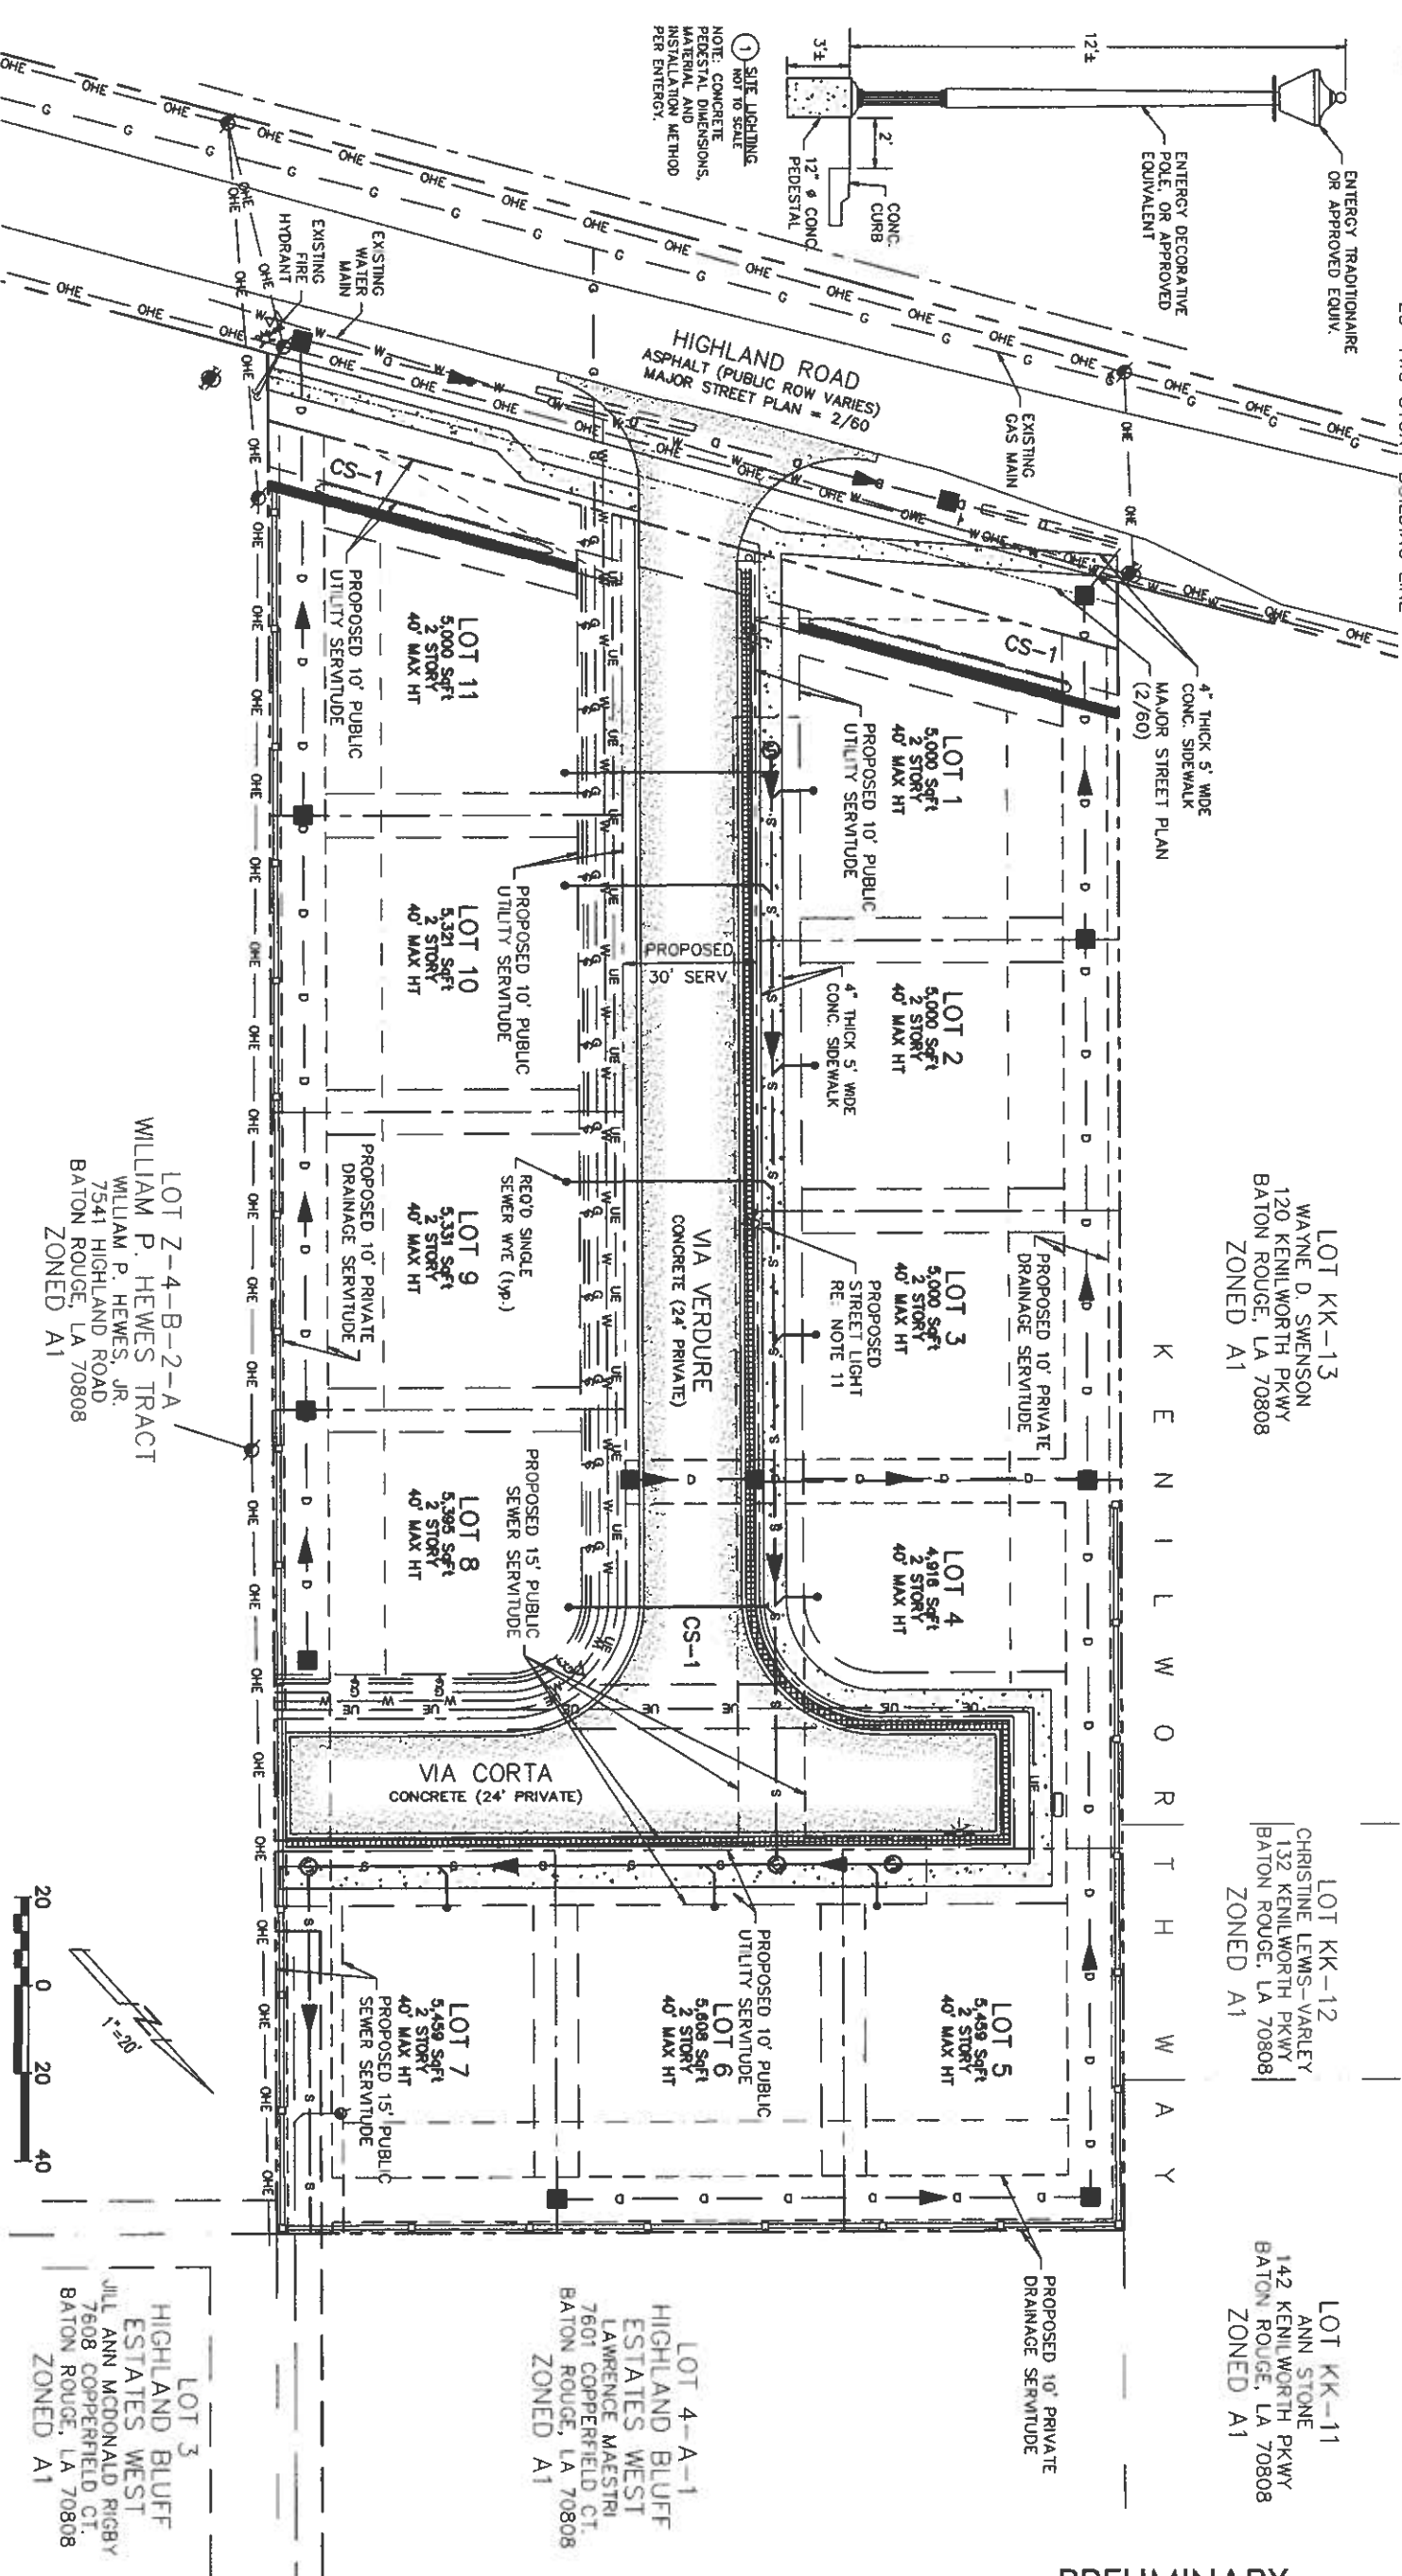 ENTERGY TRADITIONAIRE
OR APPROVED EQUIV.
ENTERGY DECORATIVE
POLE, OR APPROVED
EQUIVALENT
12'±
3'±
2'
CONC.
CURB
12" ø CONC.
PEDESTAL
1
SITE LIGHTING
NOT TO SCALE
NOTE: CONCRETE
PEDESTAL DIMENSIONS,
MATERIAL AND
INSTALLATION METHOD
PER ENTERGY.
EXISTING
GAS MAIN
HIGHLAND ROAD
ASPHALT (PUBLIC ROW VARIES)
MAJOR STREET PLAN = 2/60
EXISTING
WATER
MAIN
EXISTING
FIRE
HYDRANT
4" THICK 5' WIDE
CONC. SIDEWALK
MAJOR STREET PLAN
(2/60)
CS-1
CS-1
PROPOSED 10' PUBLIC
UTILITY SERVITUDE
LOT 11
5,000 SqFt
2 STORY
40' MAX HT
LOT 1
5,000 SqFt
2 STORY
40' MAX HT
PROPOSED 10' PUBLIC
UTILITY SERVITUDE
LOT 10
5,321 SqFt
2 STORY
40' MAX HT
PROPOSED 10' PUBLIC
UTILITY SERVITUDE
PROPOSED
30' SERV.
4" THICK 5' WIDE
CONC. SIDEWALK
LOT 2
5,000 SqFt
2 STORY
40' MAX HT
LOT KK-13
WAYNE D. SWENSON
120 KENILWORTH PKWY
BATON ROUGE, LA 70808
ZONED A1
PROPOSED 10' PRIVATE
DRAINAGE SERVITUDE
LOT 3
5,000 SqFt
2 STORY
40' MAX HT
PROPOSED
STREET LIGHT
RE: NOTE 11
VIA VERDURE
CONCRETE (24' PRIVATE)
REQ'D SINGLE
SEWER WYE (typ.)
LOT 9
5,331 SqFt
2 STORY
40' MAX HT
PROPOSED 10' PRIVATE
DRAINAGE SERVITUDE
LOT Z-4-B-2-A
WILLIAM P. HEWES TRACT
WILLIAM P. HEWES, JR.
7541 HIGHLAND ROAD
BATON ROUGE, LA 70808
ZONED A1
KENILWORTH WAY
LOT 4
4,918 SqFt
2 STORY
40' MAX HT
PROPOSED 15' PUBLIC
SEWER SERVITUDE
LOT 8
5,395 SqFt
2 STORY
40' MAX HT
CS-1
VIA CORTA
CONCRETE (24' PRIVATE)
LOT KK-12
CHRISTINE LEWIS-VARLEY
132 KENILWORTH PKWY
BATON ROUGE, LA 70808
ZONED A1
LOT 5
5,459 SqFt
2 STORY
40' MAX HT
PROPOSED 10' PUBLIC
UTILITY SERVITUDE
LOT 6
5,608 SqFt
2 STORY
40' MAX HT
LOT 7
5,459 SqFt
2 STORY
40' MAX HT
PROPOSED 15' PUBLIC
SEWER SERVITUDE
20 0 20 40
1"=20'
PROPOSED 10' PRIVATE
DRAINAGE SERVITUDE
LOT KK-11
ANN STONE
142 KENILWORTH PKWY
BATON ROUGE, LA 70808
ZONED A1
LOT 4-A-1
HIGHLAND BLUFF
ESTATES WEST
LAWRENCE MAESTRI
7601 COPPERFIELD CT.
BATON ROUGE, LA 70808
ZONED A1
LOT 3
HIGHLAND BLUFF
ESTATES WEST
JILL ANN MCDONALD RIGBY
7608 COPPERFIELD CT.
BATON ROUGE, LA 70808
ZONED A1